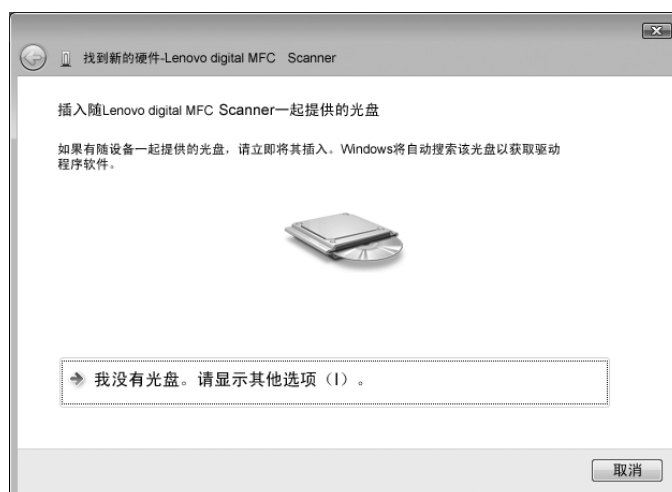 找到新的硬件-Lenovo digital MFC Scanner
插入随Lenovo digital MFC Scanner一起提供的光盘
如果有随设备一起提供的光盘，请立即将其插入。Windows将自动搜索该光盘以获取驱动
程序软件。
我没有光盘。请显示其他选项（I）。
取消